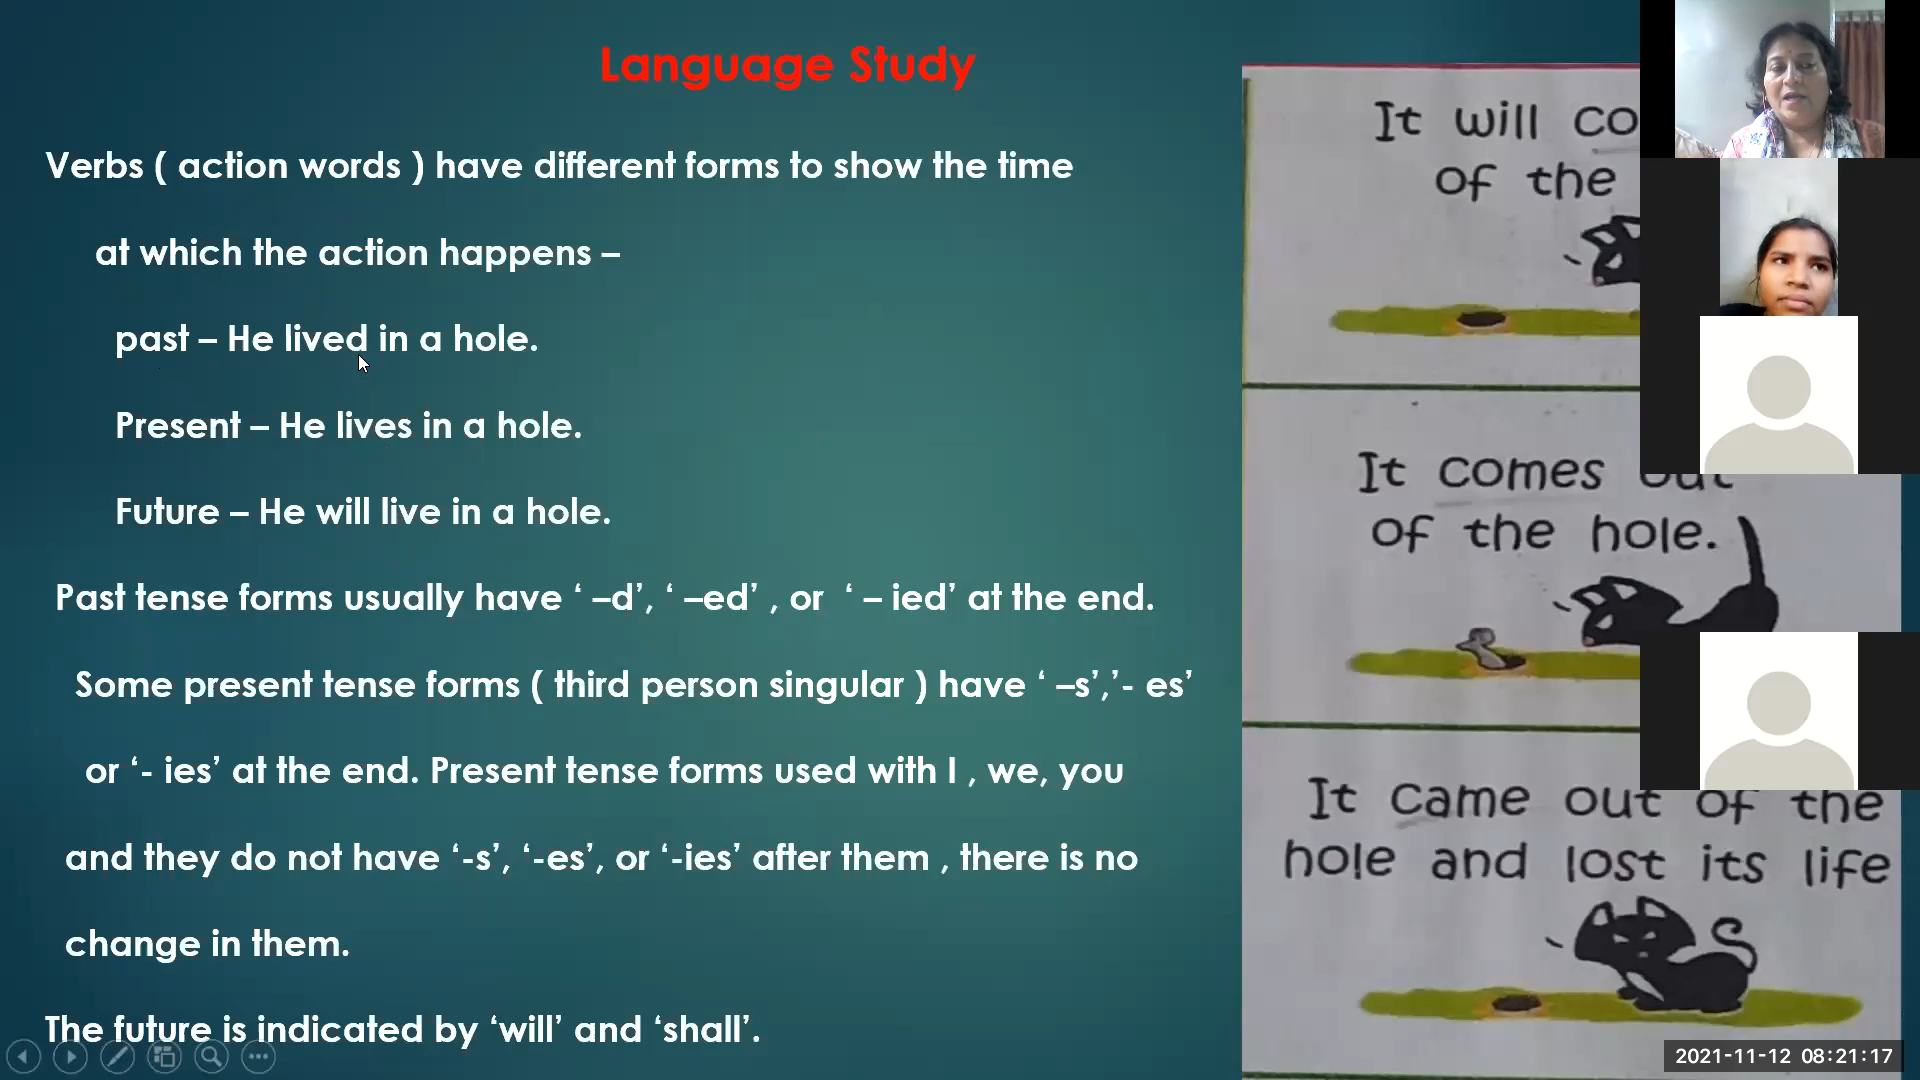 Language Study
Verbs ( action words ) have different forms to show the time
at which the action happens –
past – He lived in a hole.
Present – He lives in a hole.
Future – He will live in a hole.
Past tense forms usually have ‘ –d’, ‘ –ed’ , or ‘ – ied’ at the end.
Some present tense forms ( third person singular ) have ‘ –s’,’- es’
or ‘- ies’ at the end. Present tense forms used with I , we, you
and they do not have ‘-s’, ‘-es’, or ‘-ies’ after them , there is no
change in them.
The future is indicated by ‘will’ and ‘shall’.
It will
of the
It comes out
of the hole.
It came out of the
hole and lost its life
2021-11-12 08:21:17